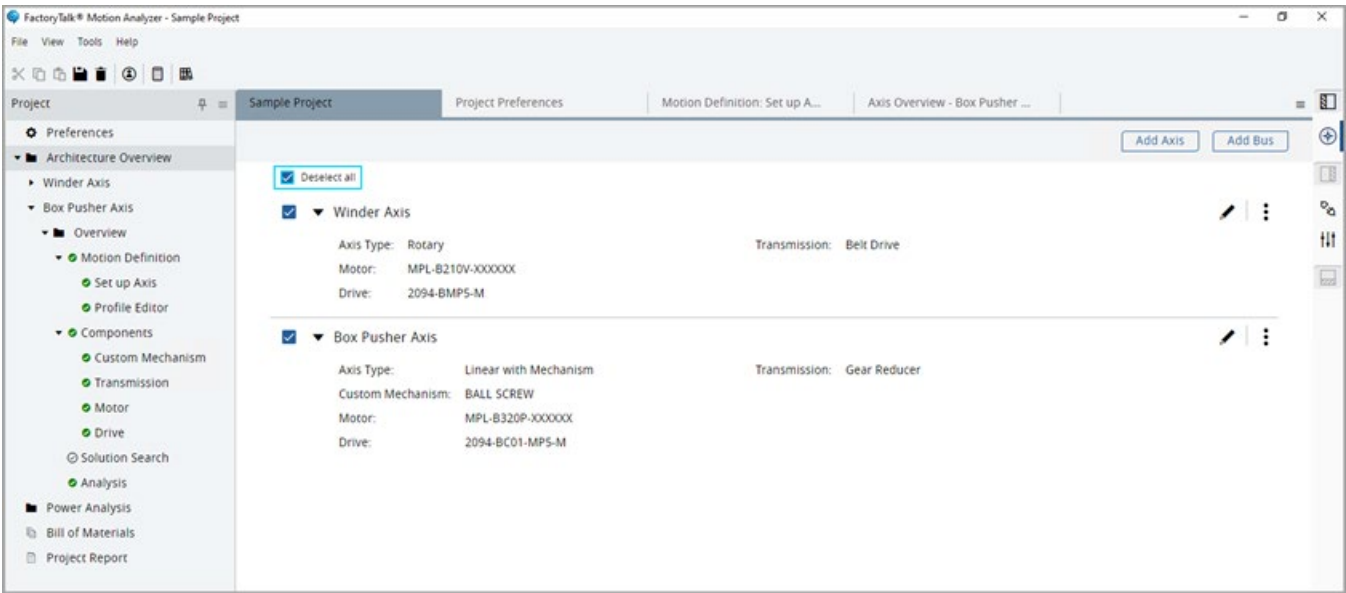 FactoryTalk® Motion Analyzer - Sample Project
File View Tools Help
Project
Preferences
Architecture Overview
Winder Axis
Box Pusher Axis
Overview
Motion Definition
Set up Axis
Profile Editor
Components
Custom Mechanism
Transmission
Motor
Drive
Solution Search
Analysis
Power Analysis
Bill of Materials
Project Report
Sample Project Project Preferences Motion Definition: Set up A... Axis Overview - Box Pusher ...
Add Axis Add Bus
Deselect all
Winder Axis
Axis Type: Rotary Transmission: Belt Drive
Motor: MPL-B210V-XXXXXX
Drive: 2094-BMP5-M
Box Pusher Axis
Axis Type: Linear with Mechanism Transmission: Gear Reducer
Custom Mechanism: BALL SCREW
Motor: MPL-B320P-XXXXXX
Drive: 2094-BC01-MP5-M